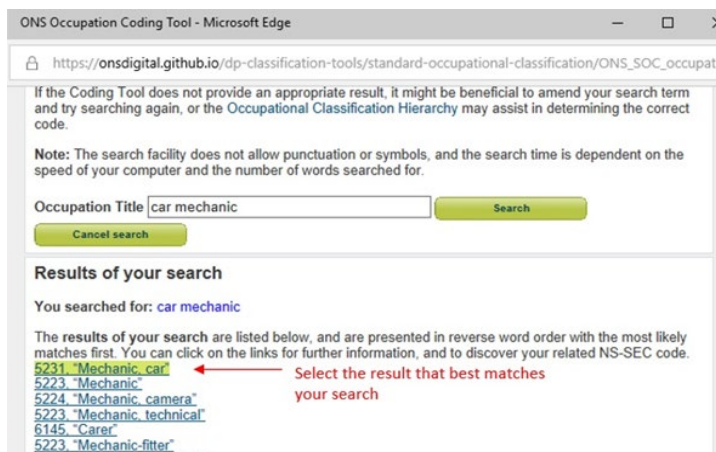 ONS Occupation Coding Tool - Microsoft Edge
https://onsdigital.github.io/dp-classification-tools/standard-occupational-classification/ONS_SOC_occupat
If the Coding Tool does not provide an appropriate result, it might be beneficial to amend your search term
and try searching again, or the Occupational Classification Hierarchy may assist in determining the correct
code.
Note: The search facility does not allow punctuation or symbols, and the search time is dependent on the
speed of your computer and the number of words searched for.
Occupation Title car mechanic Search
Cancel search
Results of your search
You searched for: car mechanic
The results of your search are listed below, and are presented in reverse word order with the most likely
matches first. You can click on the links for further information, and to discover your related NS-SEC code.
5231, "Mechanic, car"
Select the result that best matches
your search
5223, "Mechanic"
5224, "Mechanic, camera"
5223, "Mechanic, technical"
6145, "Carer"
5223, "Mechanic-fitter"